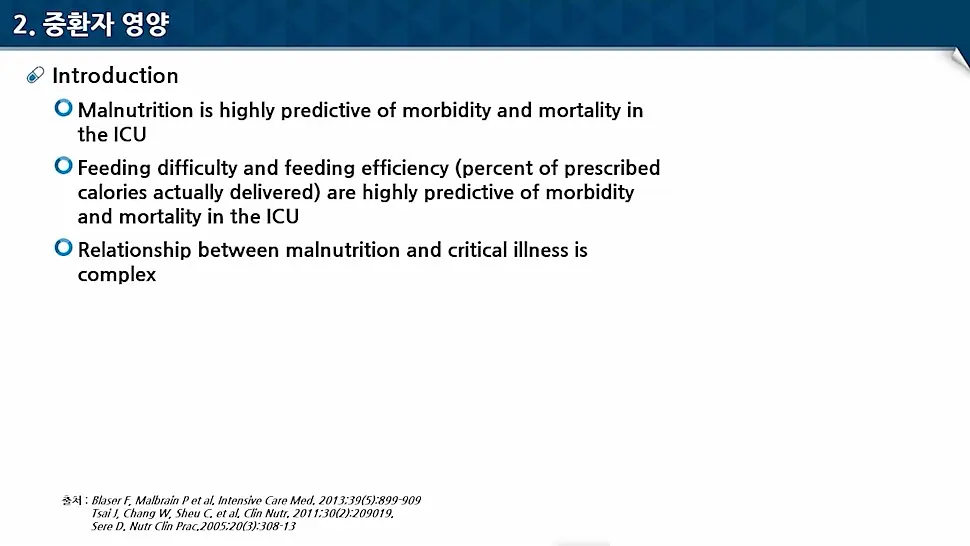 2. 중환자 영양
Introduction
Malnutrition is highly predictive of morbidity and mortality in
the ICU
Feeding difficulty and feeding efficiency (percent of prescribed
calories actually delivered) are highly predictive of morbidity
and mortality in the ICU
Relationship between malnutrition and critical illness is
complex
출처 : Blaser F, Malbrain P et al. Intensive Care Med. 2013;39(5):899-909
Tsai J, Chang W, Sheu C. et al. Clin Nutr. 2011;30(2):209019.
Sere D. Nutr Clin Prac.2005;20(3):308-13